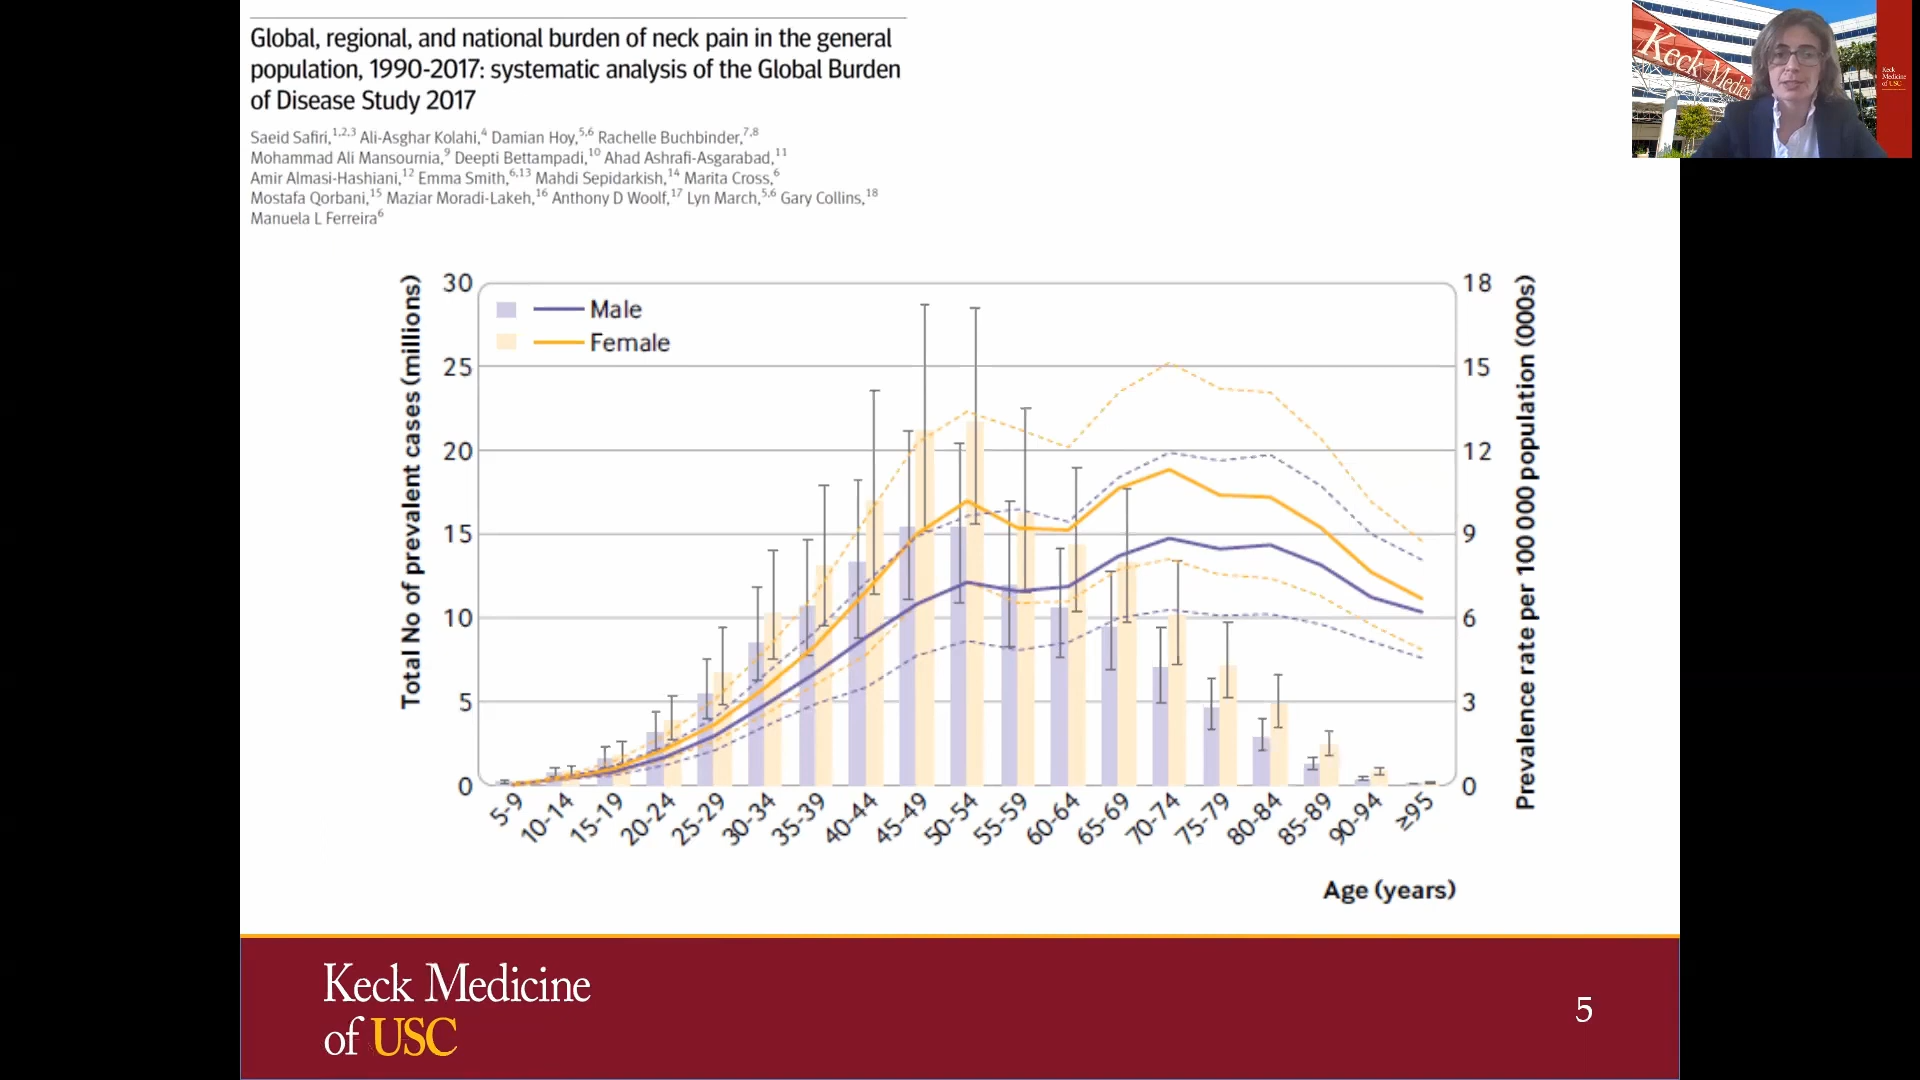 Global, regional, and national burden of neck pain in the general
population, 1990-2017: systematic analysis of the Global Burden
of Disease Study 2017
Saeid Safiri,1,2,3 Ali-Asghar Kolahi,4 Damian Hoy,5,6 Rachelle Buchbinder,7,8
Mohammad Ali Mansournia,9 Deepti Bettampadi,10 Ahad Ashrafi-Asgarabad,11
Amir Almasi-Hashiani,12 Emma Smith,6,13 Mahdi Sepidarkish,14 Marita Cross,6
Mostafa Qorbani,15 Maziar Moradi-Lakeh,16 Anthony D Woolf,17 Lyn March,5,6 Gary Collins,18
Manuela L Ferreira6
Keck Medici
Keck
Medicine
of USC
Total No of prevalent cases (millions)
30
25
20
15
10
5
0
Male
Female
18
15
12
9
6
3
0
Prevalence rate per 100 000 population (000s)
5-9
10-14
15-19
20-24
25-29
30-34
35-39
40-44
45-49
50-54
55-59
60-64
65-69
70-74
75-79
80-84
85-89
90-94
≥95
Age (years)
Keck Medicine
of USC
5